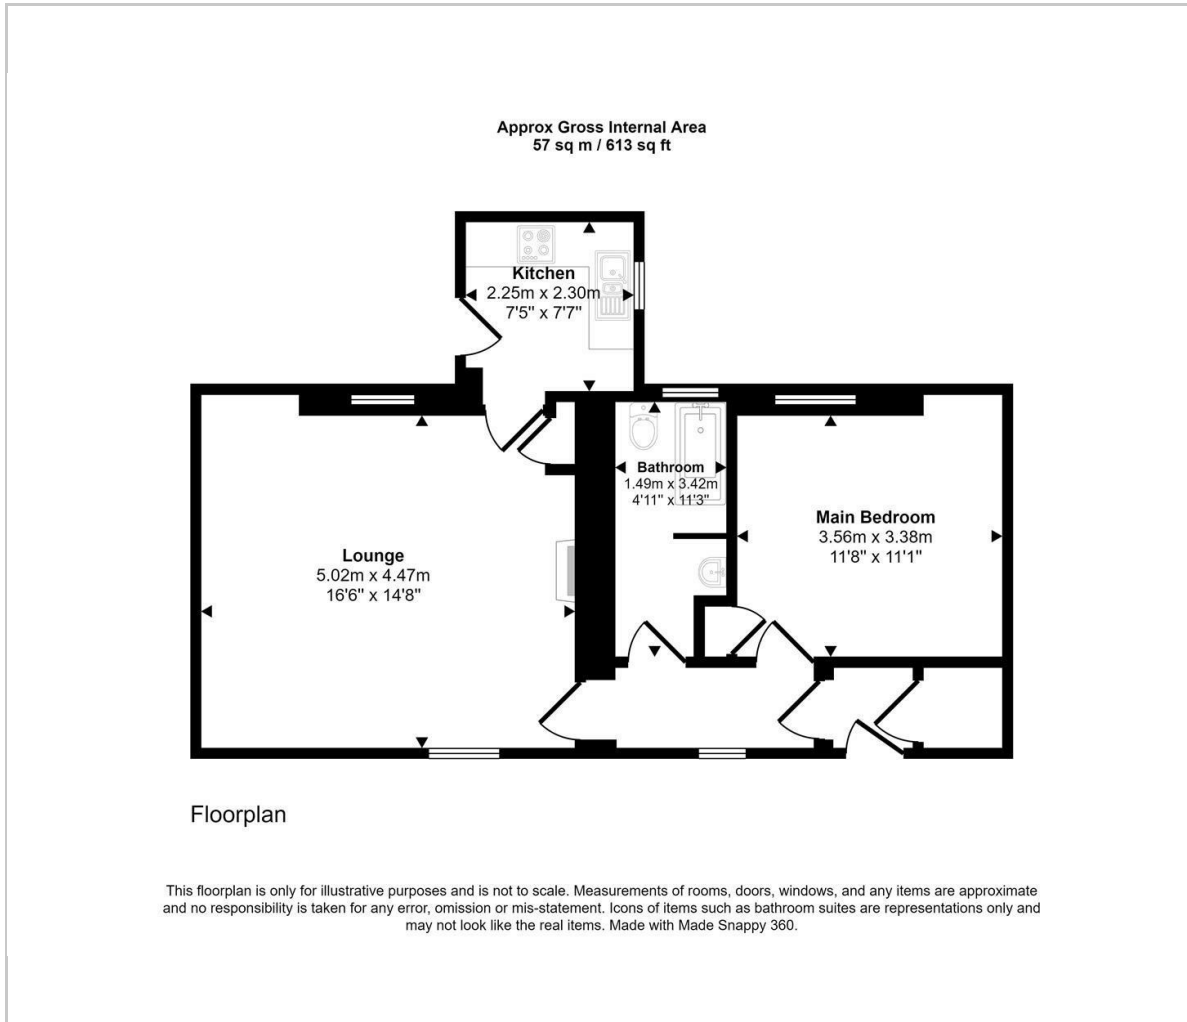 Approx Gross Internal Area
57 sq m / 613 sq ft
Kitchen
2.25m x 2.30m
7'5" x 7'7"
Bathroom
1.49m x 3.42m
4'11" x 11'3"
Main Bedroom
3.56m x 3.38m
11'8" x 11'1"
Lounge
5.02m x 4.47m
16'6" x 14'8"
Floorplan
This floorplan is only for illustrative purposes and is not to scale. Measurements of rooms, doors, windows, and any items are approximate
and no responsibility is taken for any error, omission or mis-statement. Icons of items such as bathroom suites are representations only and
may not look like the real items. Made with Made Snappy 360.